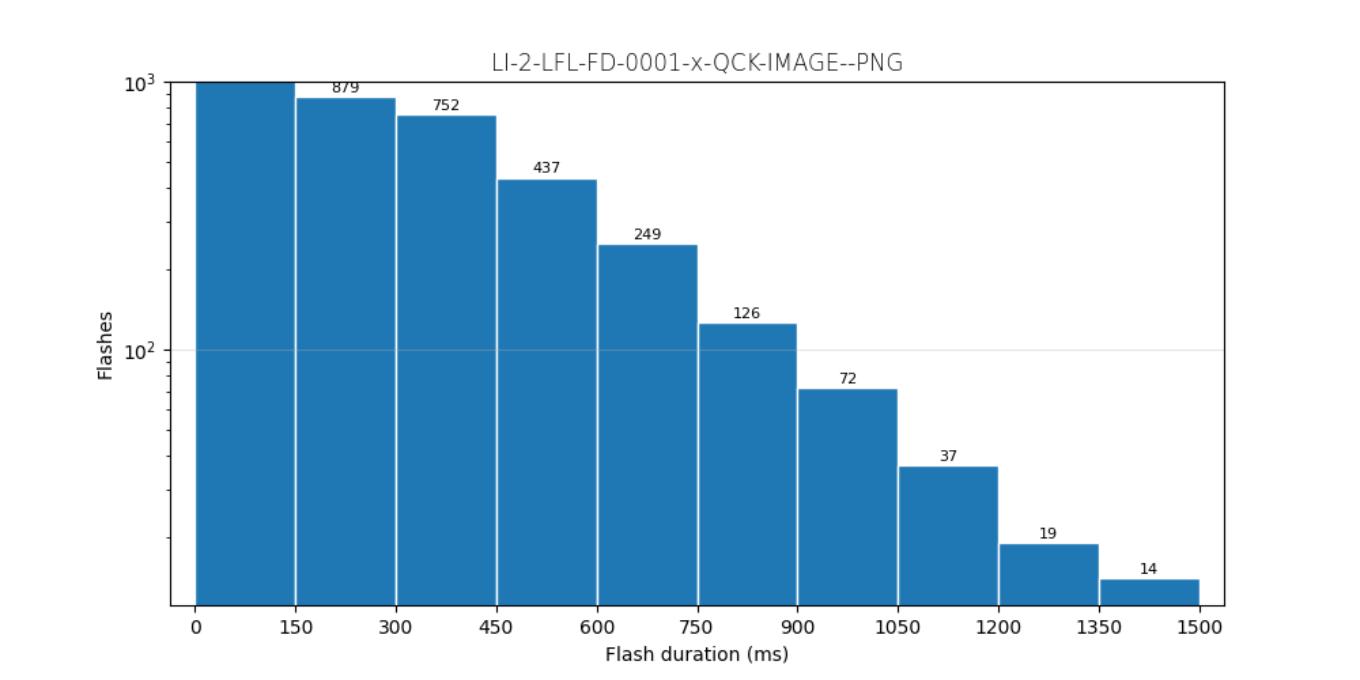 LI-2-LFL-FD-0001-x-QCK-IMAGE--PNG
10³
879
752
437
249
126
10²
72
37
19
14
Flashes
0 150 300 450 600 750 900 1050 1200 1350 1500
Flash duration (ms)